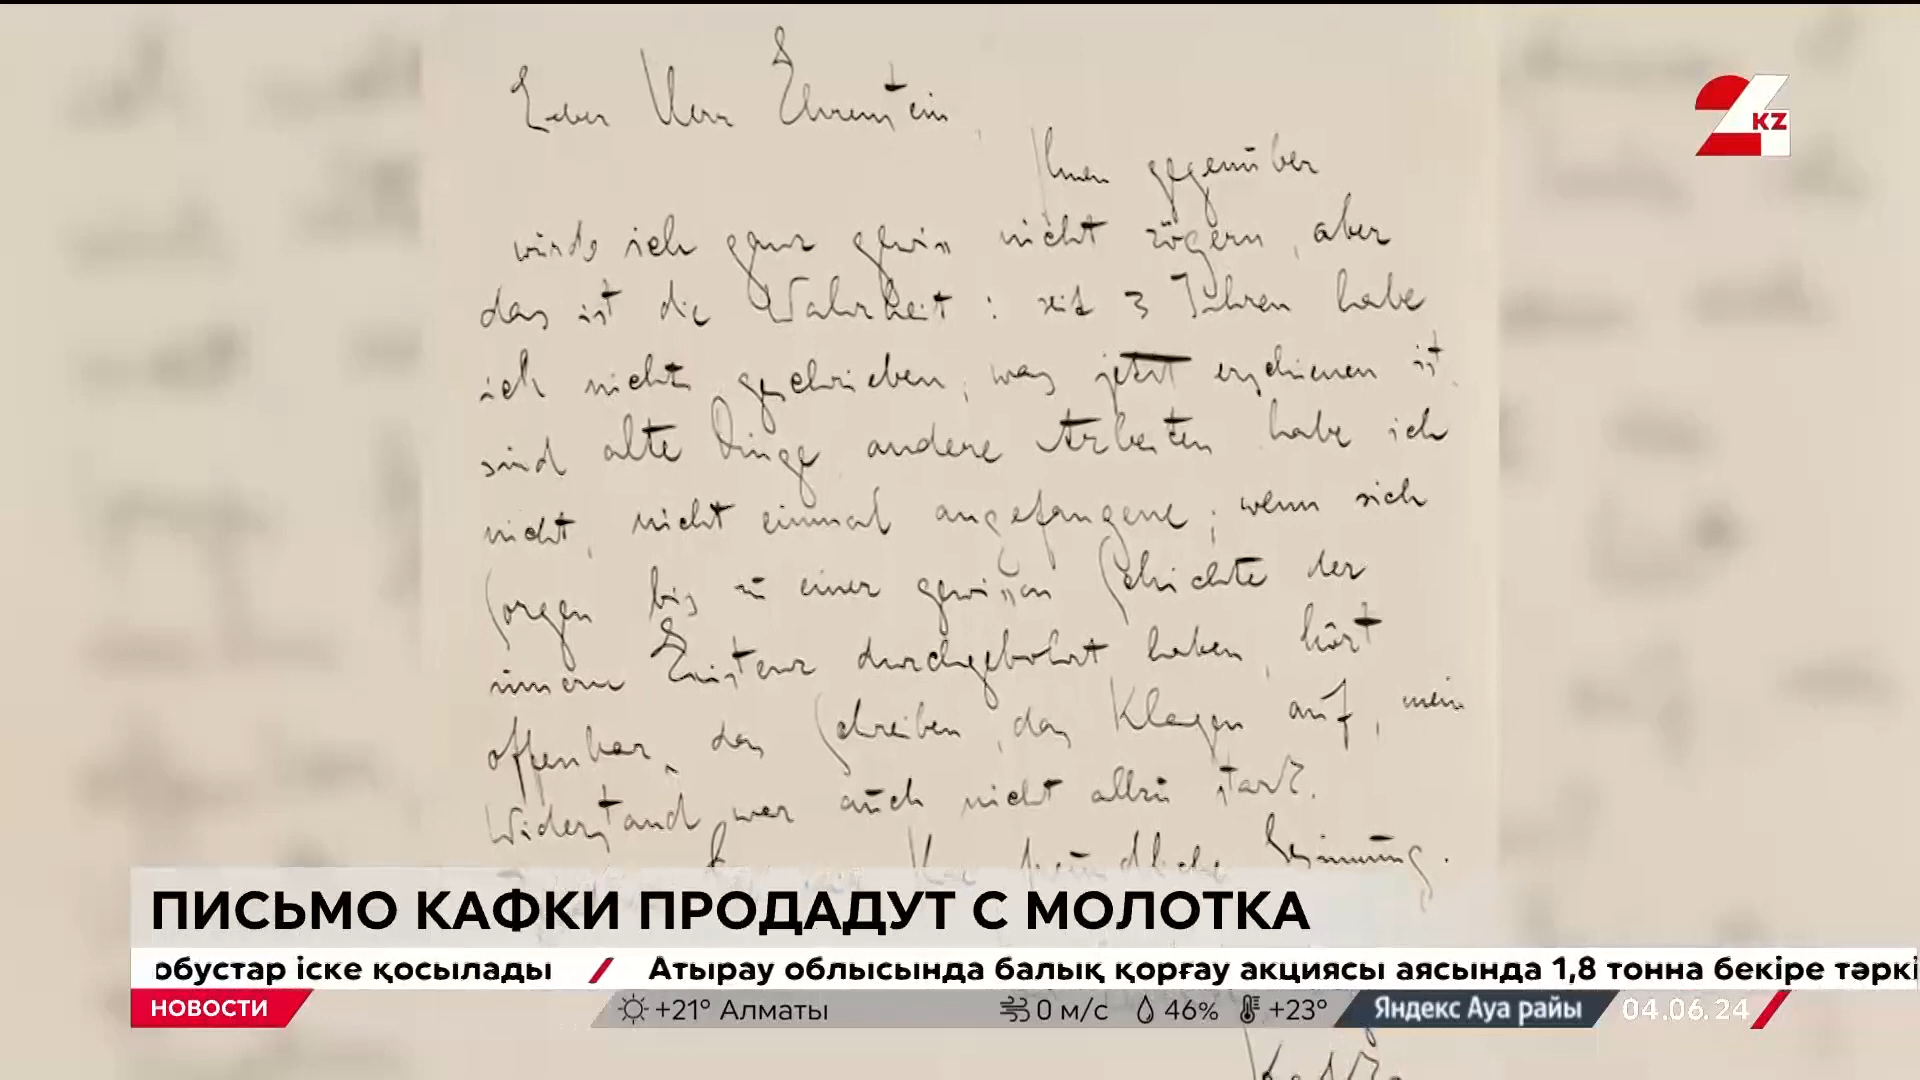 Lieber Herr Ehrenstein,
Ihnen gegenüber
würde ich ganz gewiss nicht zögern, aber
das ist die Wahrheit: seit 3 Jahren habe
ich nichts geschrieben, was jetzt erschienen ist,
sind alte Dinge andere Arbeiten habe ich
nicht, nicht einmal angefangene; wenn sich
Sorgen bis zu einer gewissen Schichte der
innern Existenz durchgebohrt haben, hört
offenbar das Schreiben, das Klagen auf, mein
Widerstand war auch nicht allzu stark.
freundliche Gesinnung.
Kafka
24
KZ
ПИСЬМО КАФКИ ПРОДАДУТ С МОЛОТКА
обустар іске қосылады / Атырау облысында балық қорғау акциясы аясында 1,8 тонна бекіре тәркі
НОВОСТИ +21° Алматы 0 м/с 46% +23° Яндекс Ауа райы 04.06.24